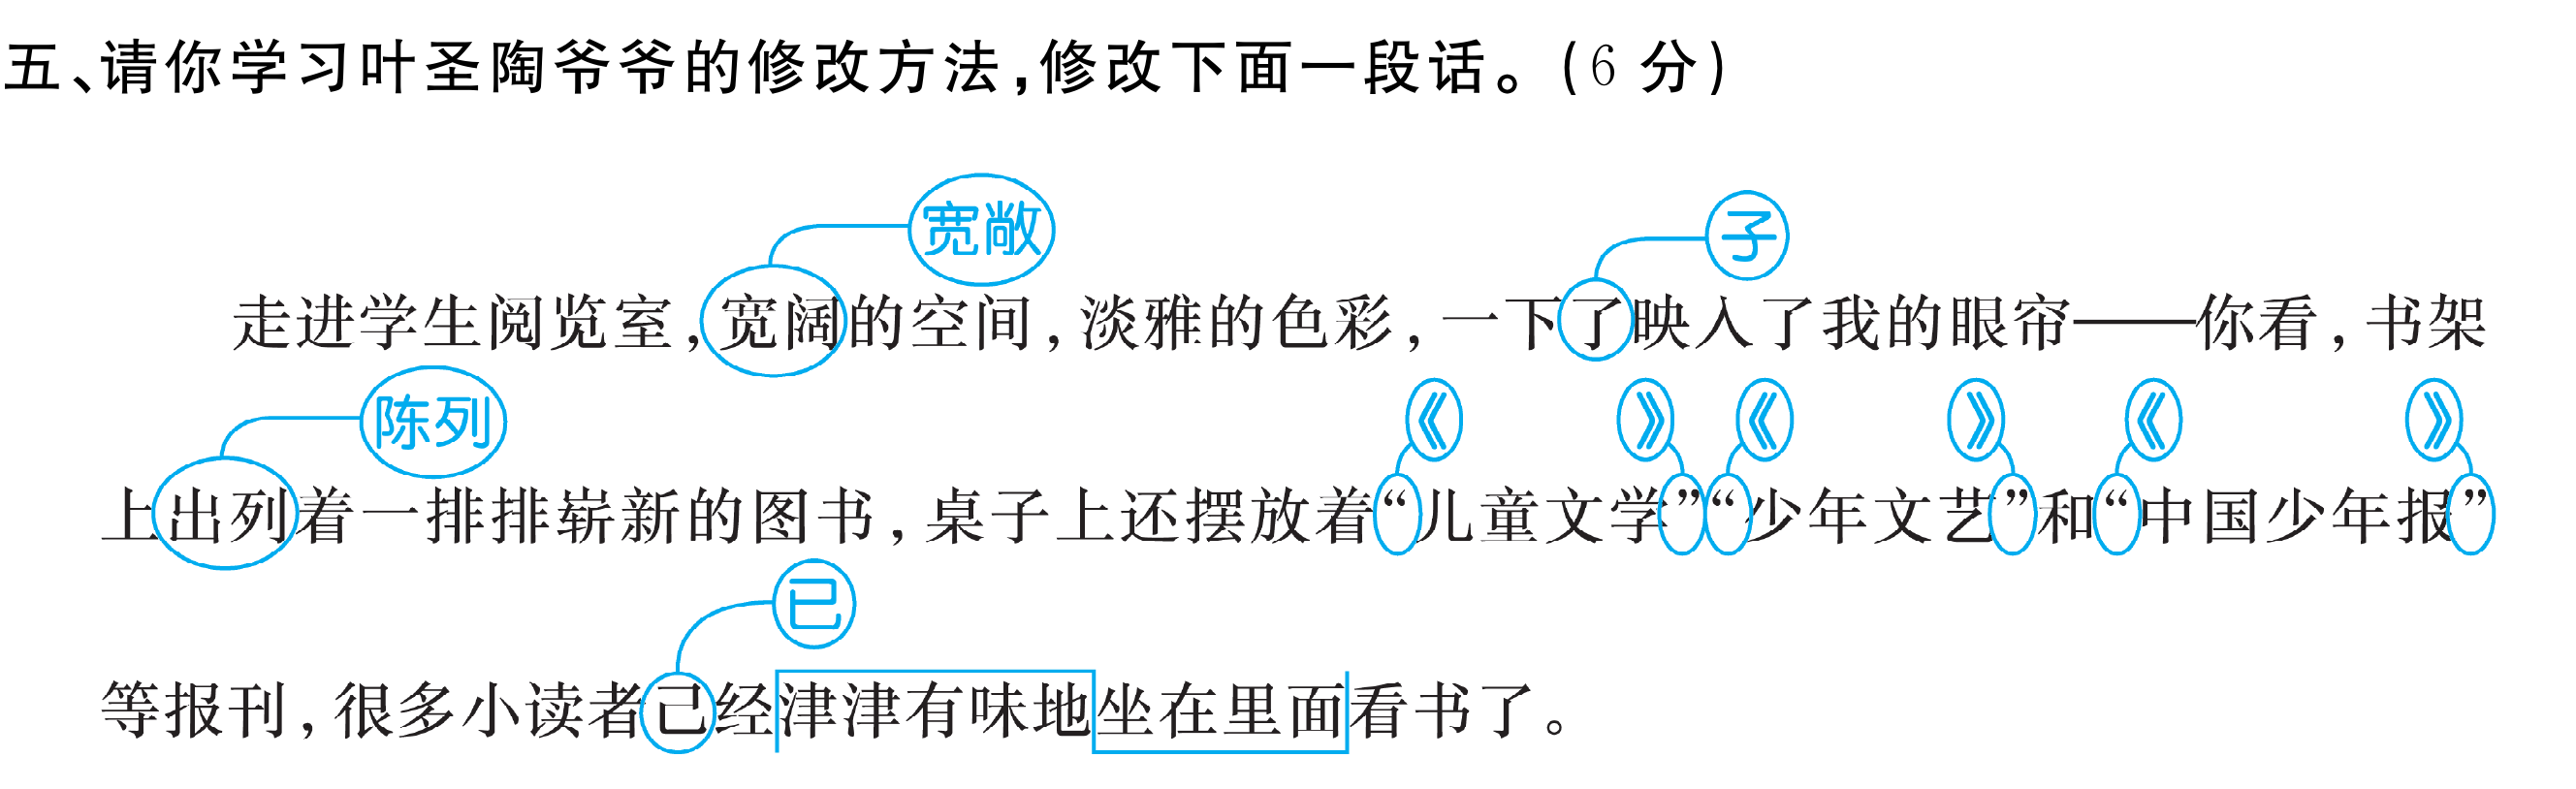 五、请你学习叶圣陶爷爷的修改方法,修改下面一段话。(6 分)
宽敞 子
走进学生阅览室,宽阔的空间,淡雅的色彩,一下了映入了我的眼帘——你看,书架
陈列 《 》 《 》 《 》
上出列着一排排崭新的图书,桌子上还摆放着“儿童文学”“少年文艺”和“中国少年报”
已
等报刊,很多小读者己经津津有味地坐在里面看书了。